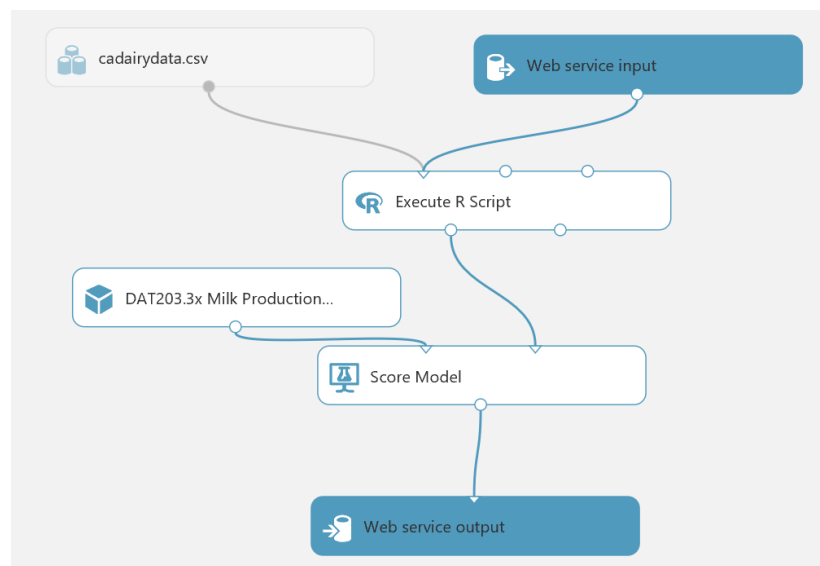 cadairydata.csv
Web service input
Execute R Script
DAT203.3x Milk Production...
Score Model
Web service output